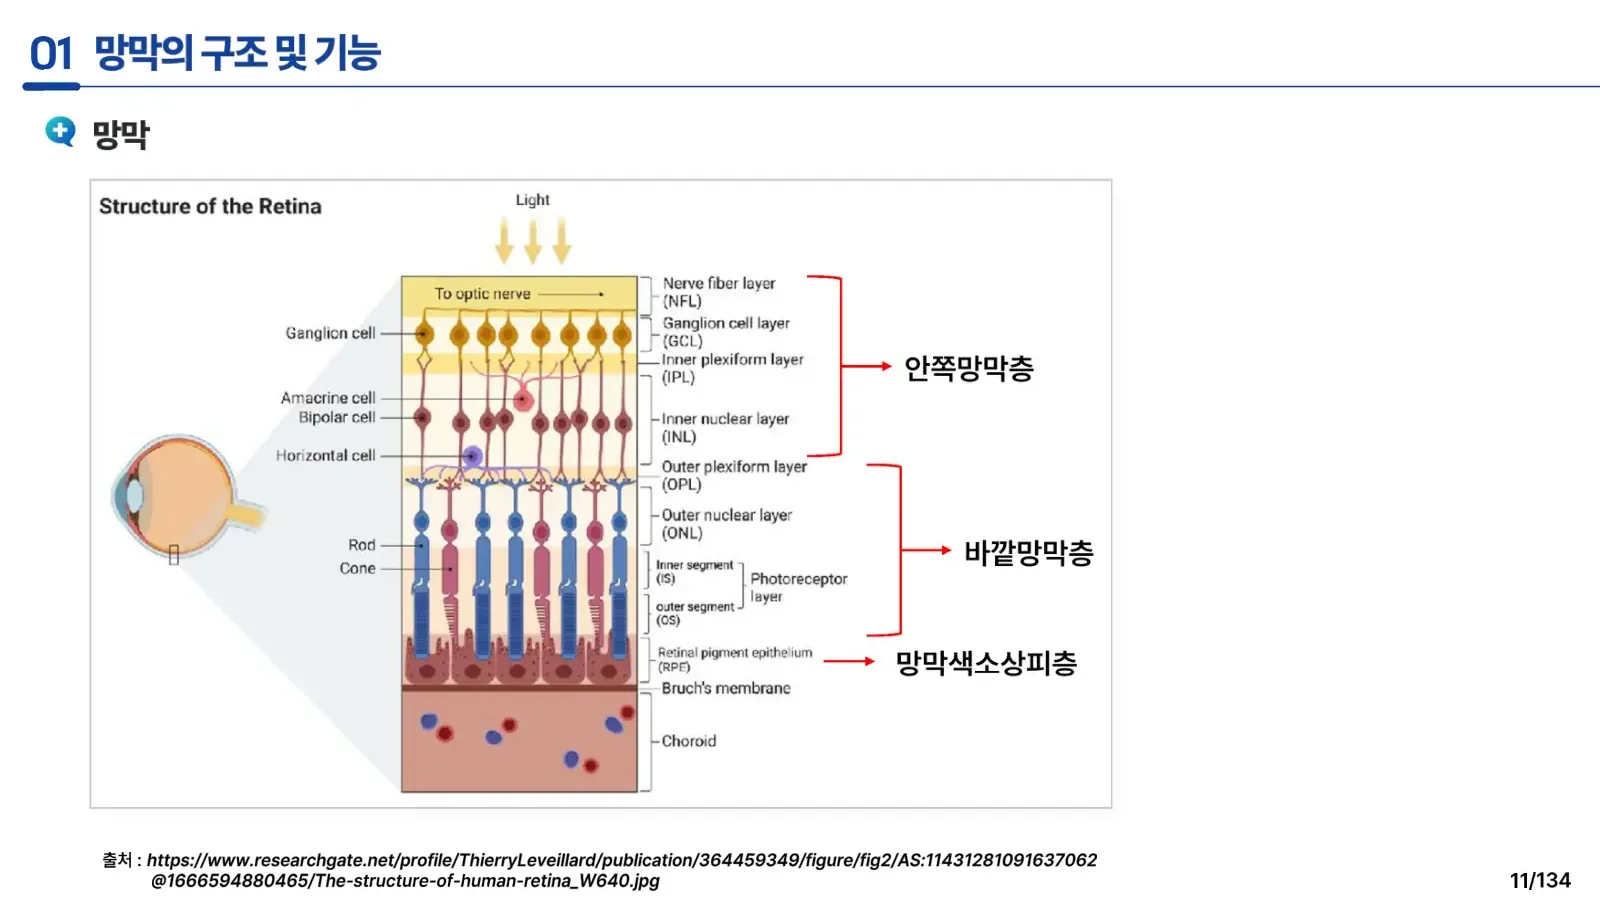 01 망막의 구조 및 기능
망막
Structure of the Retina
Light
To optic nerve
Nerve fiber layer
(NFL)
Ganglion cell
Ganglion cell layer
(GCL)
Inner plexiform layer
(IPL)
안쪽망막층
Amacrine cell
Bipolar cell
Inner nuclear layer
(INL)
Horizontal cell
Outer plexiform layer
(OPL)
Outer nuclear layer
(ONL)
Rod
Cone
바깥망막층
Inner segment
(IS)
Photoreceptor
layer
outer segment
(OS)
Retinal pigment epithelium
(RPE)
망막색소상피층
Bruch's membrane
Choroid
출처 : https://www.researchgate.net/profile/ThierryLeveillard/publication/364459349/figure/fig2/AS:11431281091637062
@1666594880465/The-structure-of-human-retina_W640.jpg
11/134